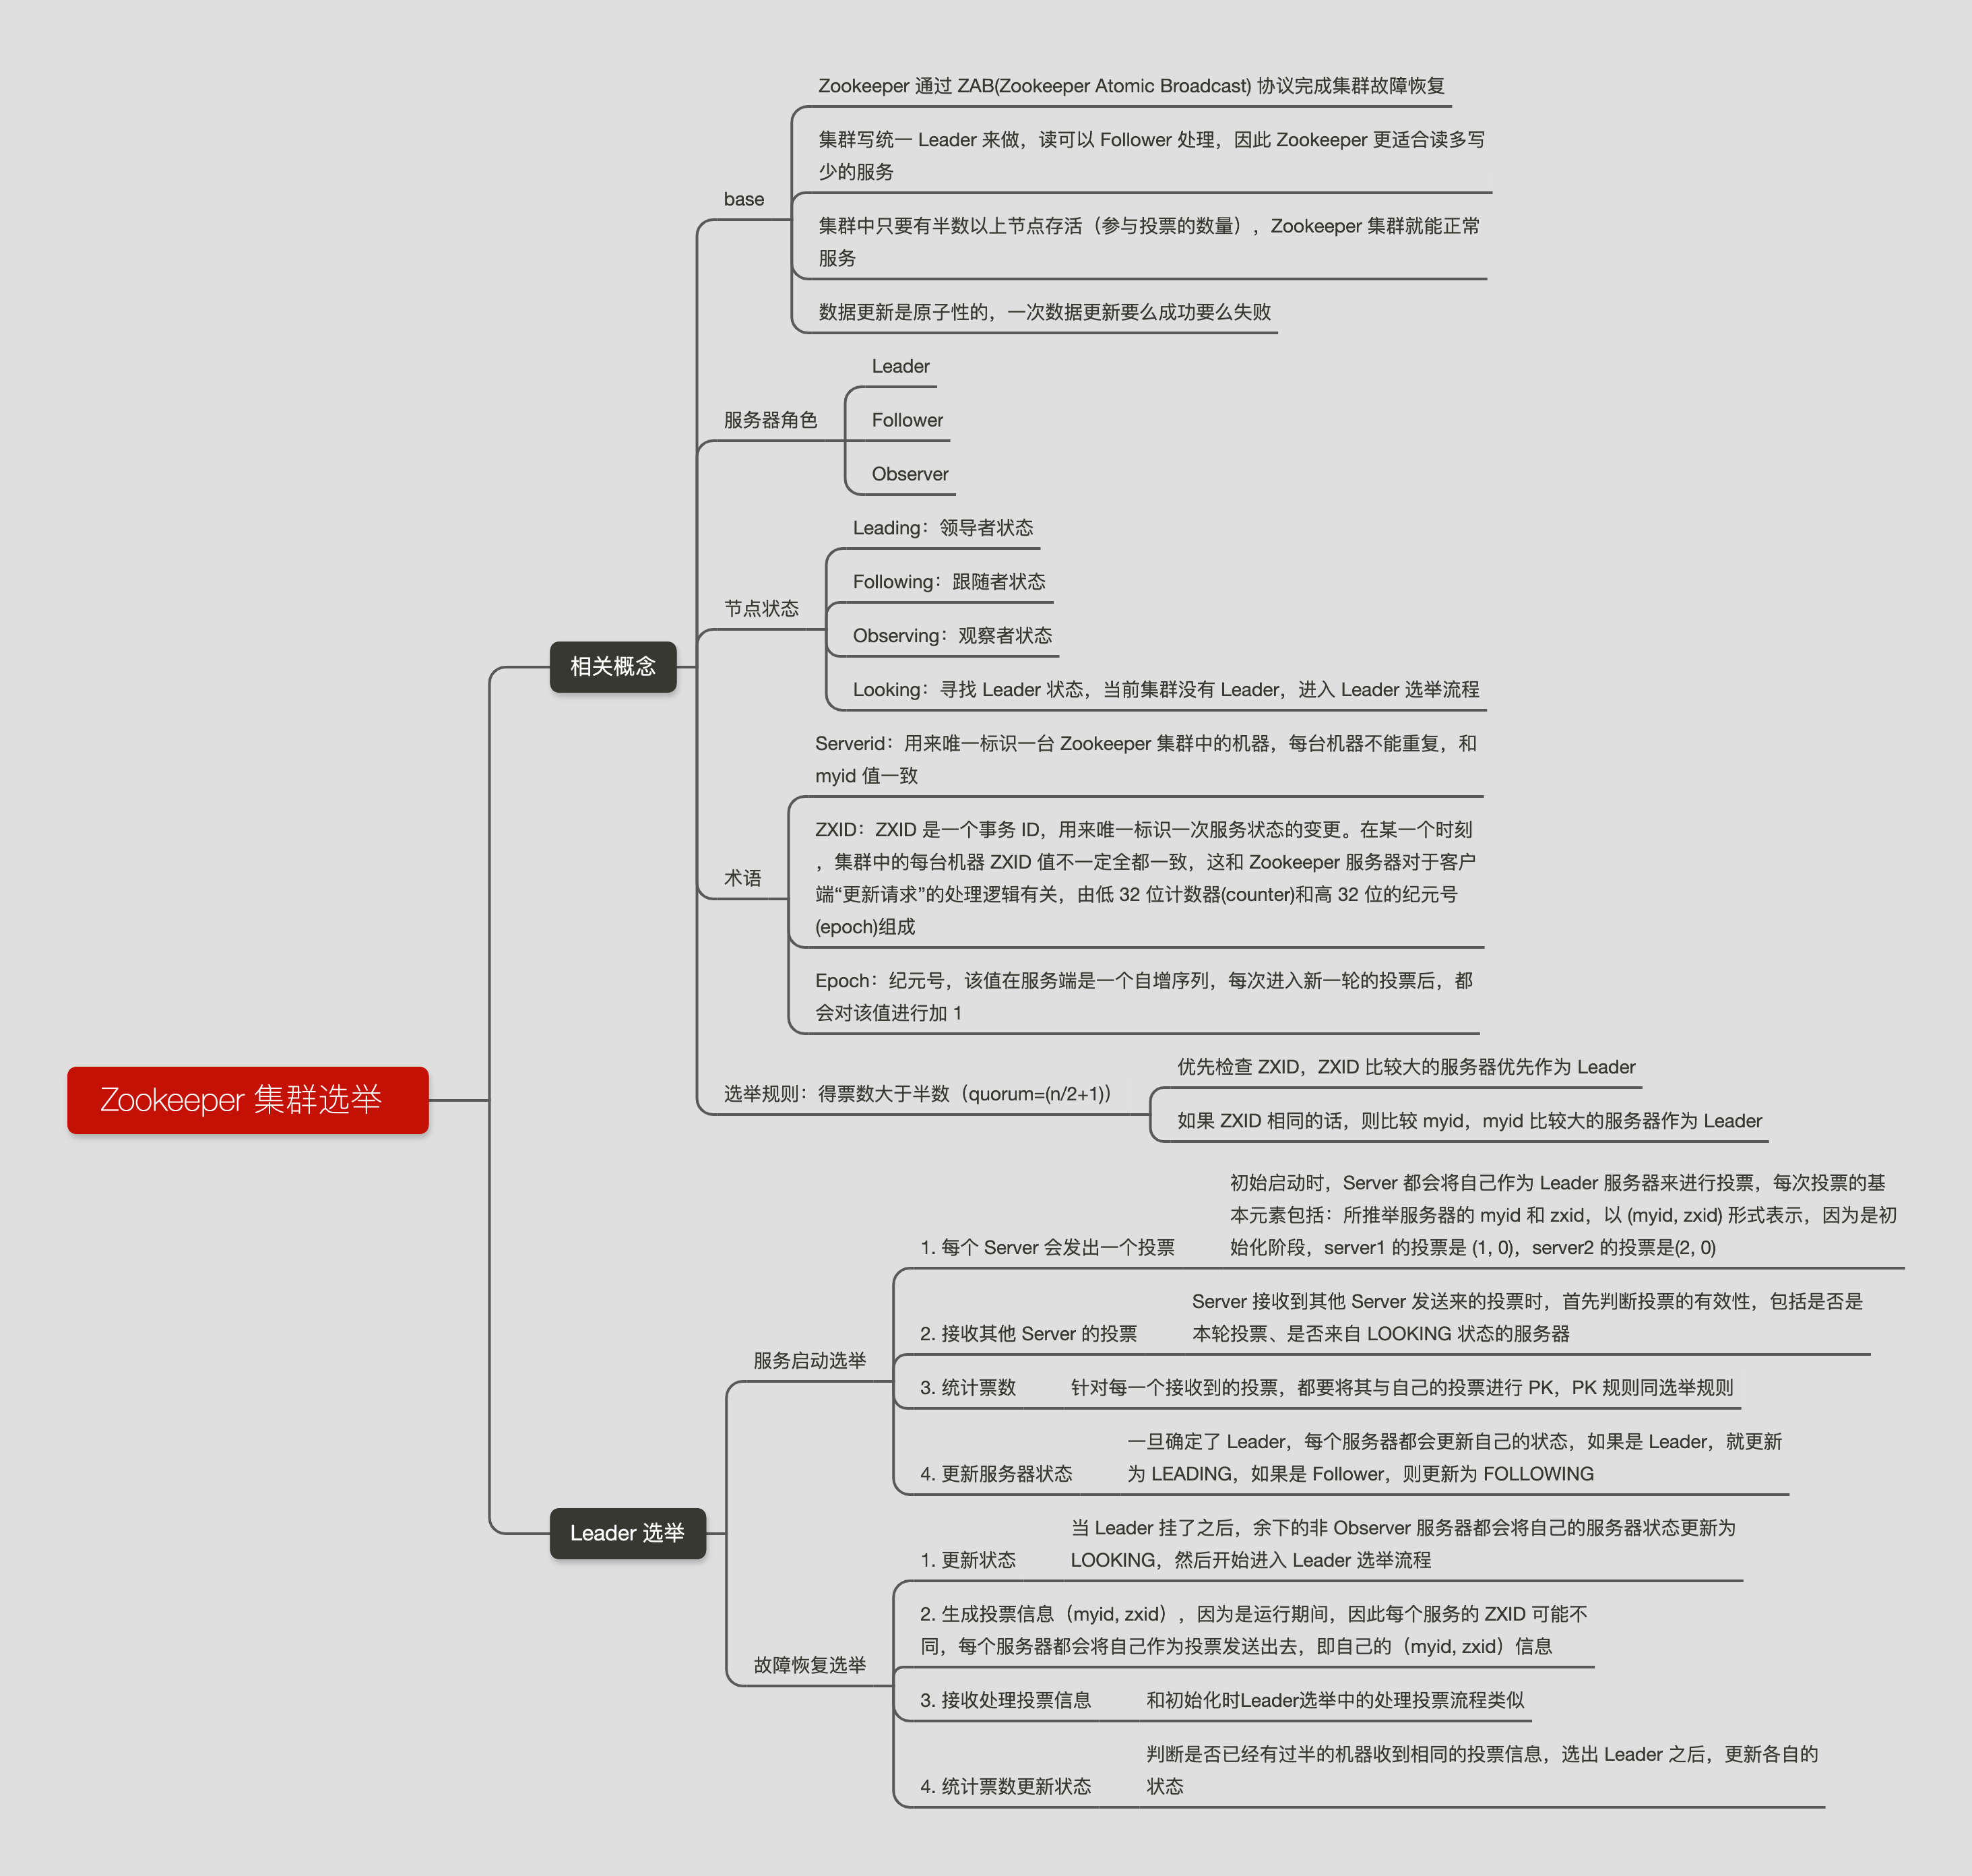 Zookeeper 集群选举
相关概念
base
Zookeeper 通过 ZAB(Zookeeper Atomic Broadcast) 协议完成集群故障恢复
集群写统一 Leader 来做，读可以 Follower 处理，因此 Zookeeper 更适合读多写
少的服务
集群中只要有半数以上节点存活（参与投票的数量），Zookeeper 集群就能正常
服务
数据更新是原子性的，一次数据更新要么成功要么失败
服务器角色
Leader
Follower
Observer
节点状态
Leading：领导者状态
Following：跟随者状态
Observing：观察者状态
Looking：寻找 Leader 状态，当前集群没有 Leader，进入 Leader 选举流程
术语
Serverid：用来唯一标识一台 Zookeeper 集群中的机器，每台机器不能重复，和
myid 值一致
ZXID：ZXID 是一个事务 ID，用来唯一标识一次服务状态的变更。在某一个时刻
，集群中的每台机器 ZXID 值不一定全都一致，这和 Zookeeper 服务器对于客户
端“更新请求”的处理逻辑有关，由低 32 位计数器(counter)和高 32 位的纪元号
(epoch)组成
Epoch：纪元号，该值在服务端是一个自增序列，每次进入新一轮的投票后，都
会对该值进行加 1
选举规则：得票数大于半数（quorum=(n/2+1)）
优先检查 ZXID，ZXID 比较大的服务器优先作为 Leader
如果 ZXID 相同的话，则比较 myid，myid 比较大的服务器作为 Leader
Leader 选举
服务启动选举
1. 每个 Server 会发出一个投票
初始启动时，Server 都会将自己作为 Leader 服务器来进行投票，每次投票的基
本元素包括：所推举服务器的 myid 和 zxid，以 (myid, zxid) 形式表示，因为是初
始化阶段，server1 的投票是 (1, 0)，server2 的投票是(2, 0)
2. 接收其他 Server 的投票
Server 接收到其他 Server 发送来的投票时，首先判断投票的有效性，包括是否是
本轮投票、是否来自 LOOKING 状态的服务器
3. 统计票数
针对每一个接收到的投票，都要将其与自己的投票进行 PK，PK 规则同选举规则
4. 更新服务器状态
一旦确定了 Leader，每个服务器都会更新自己的状态，如果是 Leader，就更新
为 LEADING，如果是 Follower，则更新为 FOLLOWING
故障恢复选举
1. 更新状态
当 Leader 挂了之后，余下的非 Observer 服务器都会将自己的服务器状态更新为
LOOKING，然后开始进入 Leader 选举流程
2. 生成投票信息（myid, zxid），因为是运行期间，因此每个服务的 ZXID 可能不
同，每个服务器都会将自己作为投票发送出去，即自己的（myid, zxid）信息
3. 接收处理投票信息
和初始化时Leader选举中的处理投票流程类似
4. 统计票数更新状态
判断是否已经有过半的机器收到相同的投票信息，选出 Leader 之后，更新各自的
状态